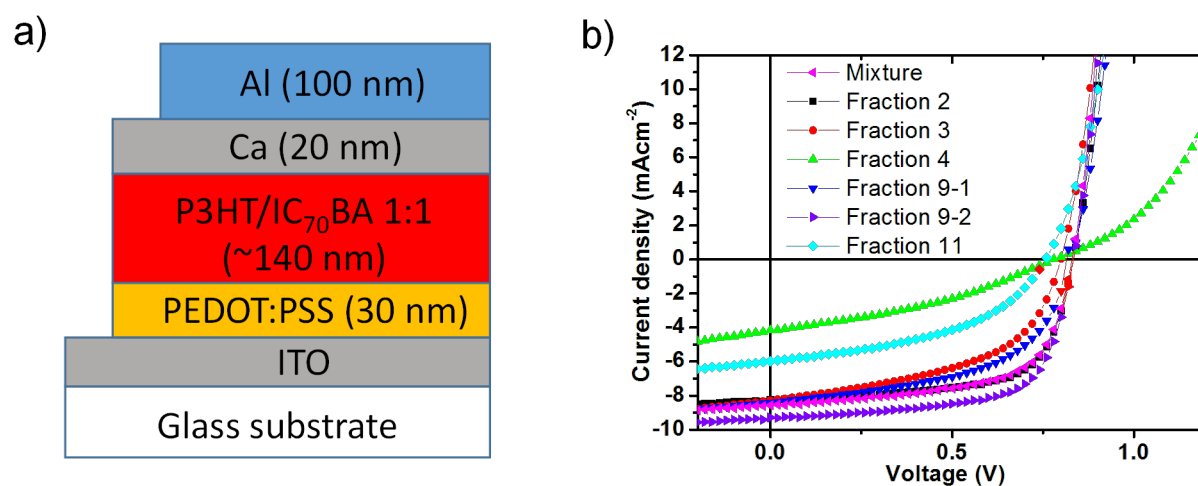 a)
Al (100 nm)
Ca (20 nm)
P3HT/IC₇₀BA 1:1
(~140 nm)
PEDOT:PSS (30 nm)
ITO
Glass substrate
b)
Current density (mAcm⁻²)
12
10
8
6
4
2
0
-2
-4
-6
-8
-10
Mixture
Fraction 2
Fraction 3
Fraction 4
Fraction 9-1
Fraction 9-2
Fraction 11
0.0 0.5 1.0
Voltage (V)